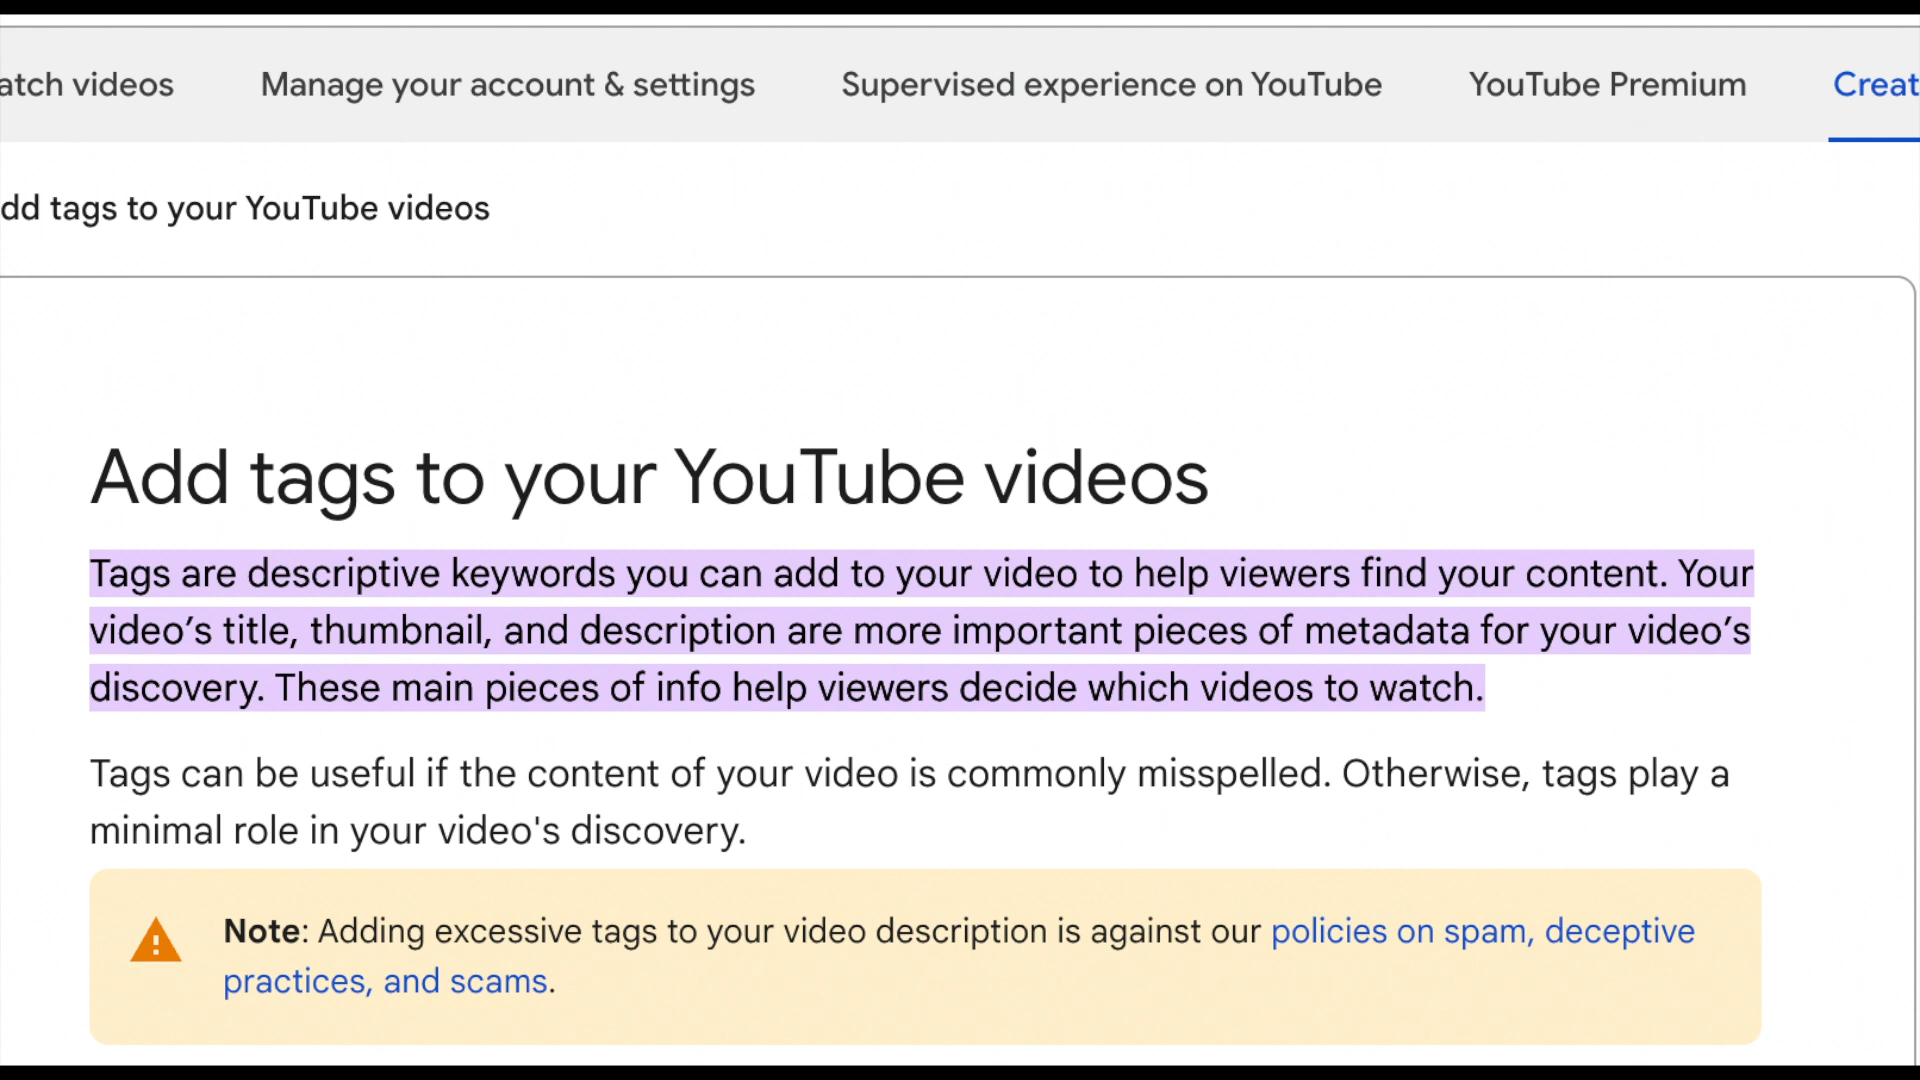 atch videos Manage your account & settings Supervised experience on YouTube YouTube Premium Creat
dd tags to your YouTube videos
Add tags to your YouTube videos
Tags are descriptive keywords you can add to your video to help viewers find your content. Your
video’s title, thumbnail, and description are more important pieces of metadata for your video’s
discovery. These main pieces of info help viewers decide which videos to watch.
Tags can be useful if the content of your video is commonly misspelled. Otherwise, tags play a
minimal role in your video's discovery.
Note: Adding excessive tags to your video description is against our policies on spam, deceptive
practices, and scams.